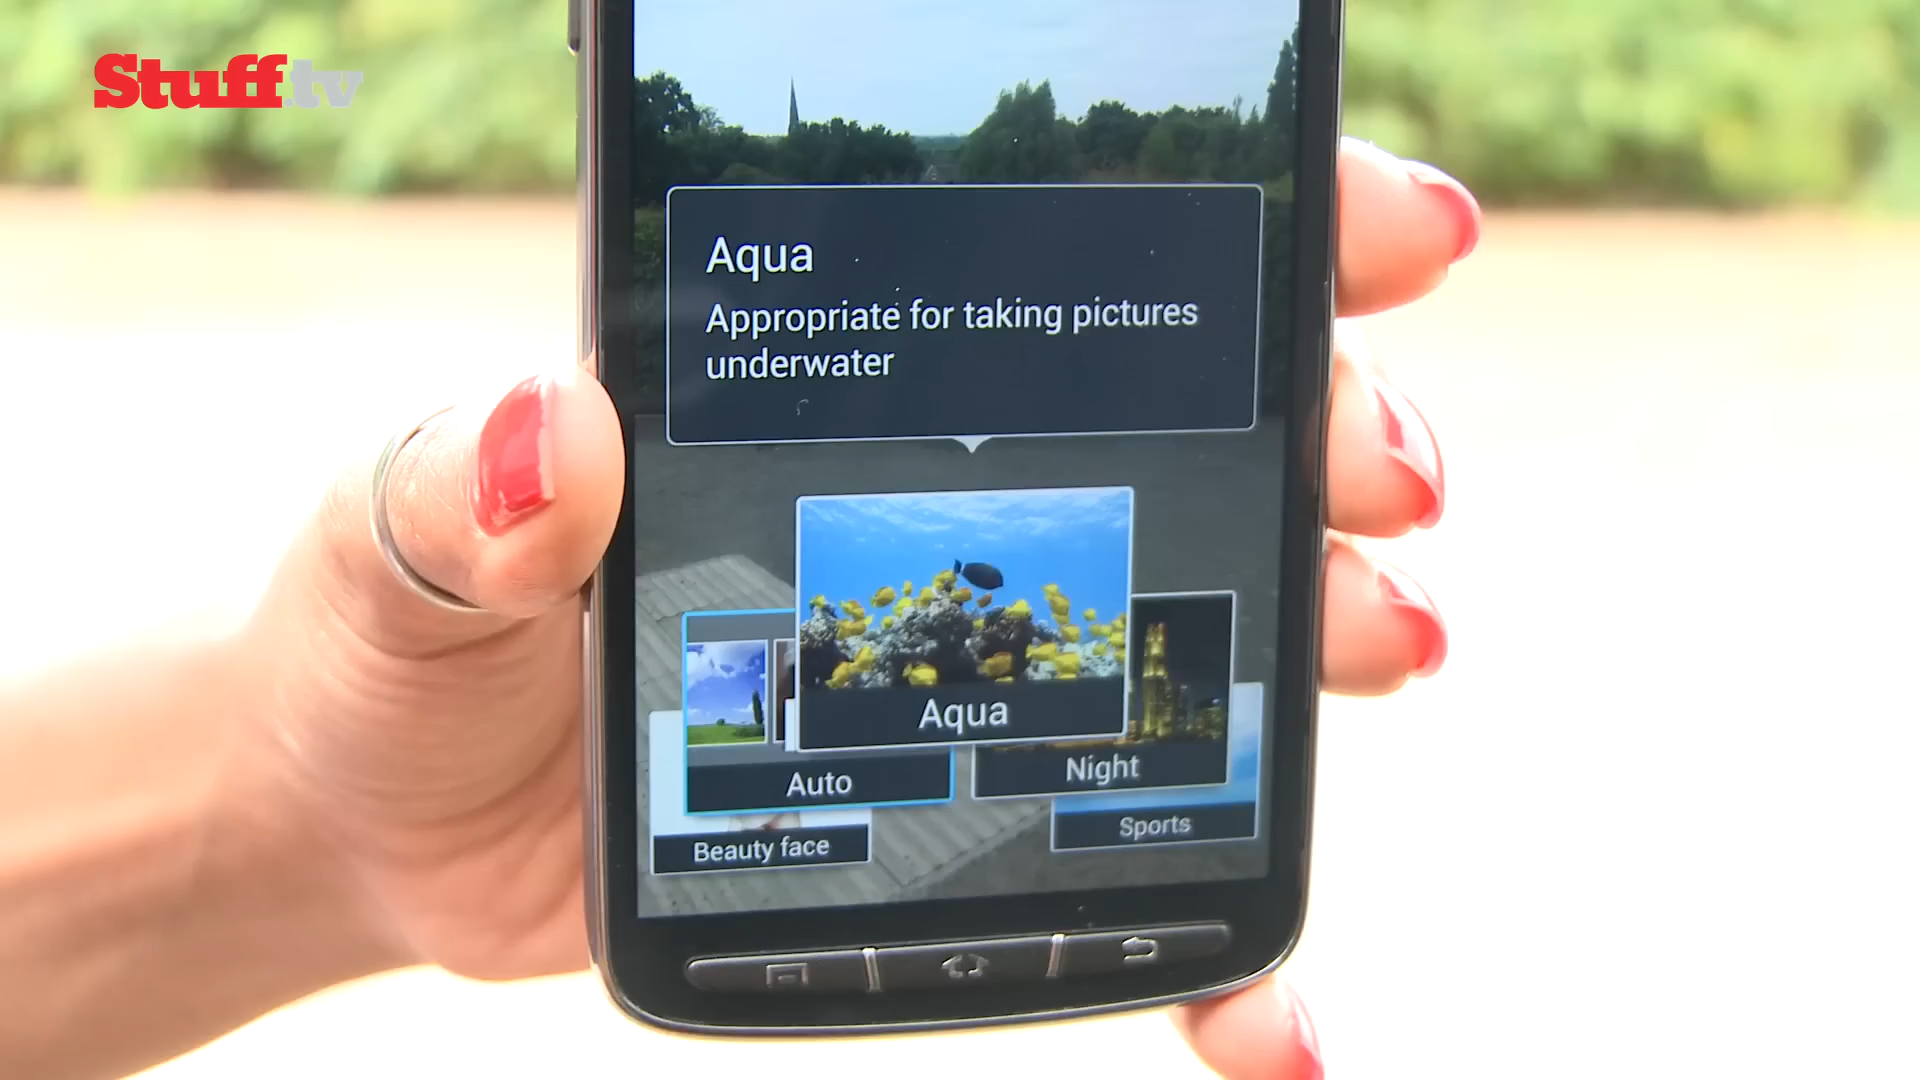 Stuff.tv
Aqua
Appropriate for taking pictures
underwater
Aqua
Auto
Night
Beauty face
Sports